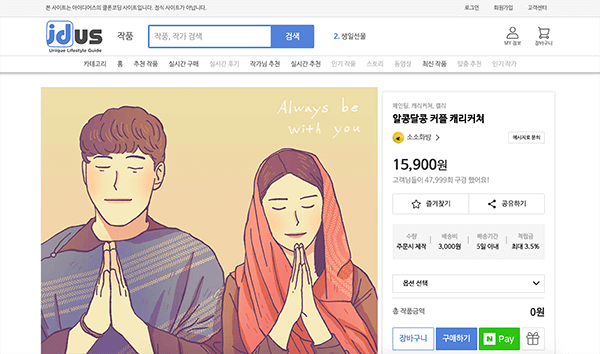 본 사이트는 아이디어스의 클론코딩 사이트입니다. 정식 사이트가 아닙니다.
로그인 회원가입 고객센터
idus
Unique Lifestyle Guide
작품
작품, 작가 검색
검색
2. 생일선물
MY 정보
장바구니
카테고리 홈 추천 작품 실시간 구매 실시간 후기 작가님 추천 실시간 추천 인기 작품 스토리 동영상 최신 작품 맞춤 추천 인기 작가
Always be
with you
페인팅, 캐리커쳐, 캘리
알콩달콩 커플 캐리커쳐
소소화방
메시지로 문의
15,900원
고객님들이 47,999회 구경 했어요!
즐겨찾기
공유하기
수량 배송비 배송기간 적립금
주문시 제작 3,000원 5일 이내 최대 3.5%
옵션 선택
총 작품금액 0원
장바구니 구매하기 N Pay